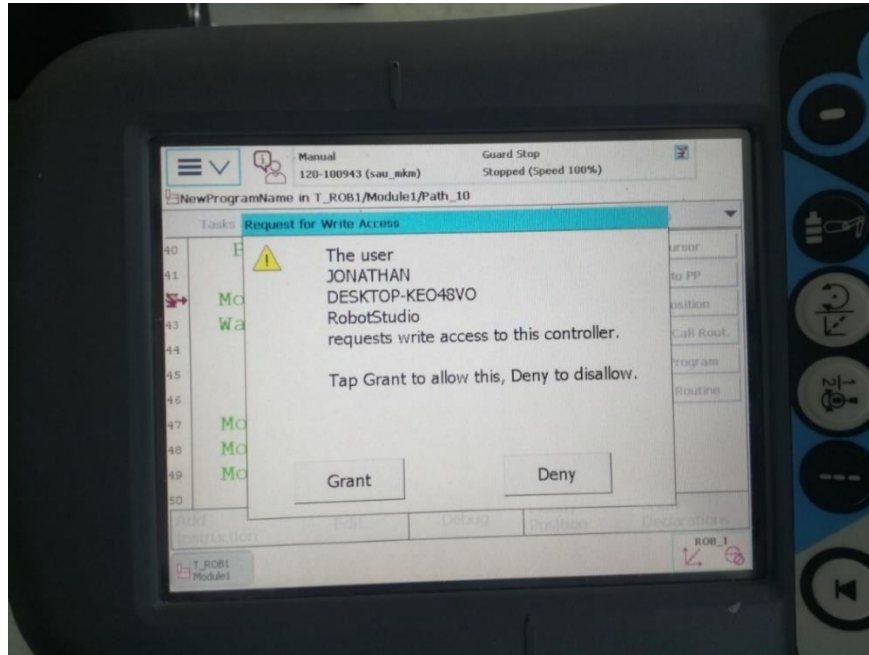 Manual
Guard Stop
120-100943 (sau_mkm)
Stopped (Speed 100%)
NewProgramName in T_ROB1/Module1/Path_10
Tasks
Request for Write Access
The user
JONATHAN
DESKTOP-KEO48VO
RobotStudio
requests write access to this controller.
Tap Grant to allow this, Deny to disallow.
Grant
Deny
40
41
Mo
43
Wa
44
45
46
47
Mo
48
Mo
49
Mo
50
ursor
to PP
osition
Call Rout.
rogram
Routine
Add
Instruction
Edit
Debug
Position
Declarations
T_ROB1
Module1
ROB_1